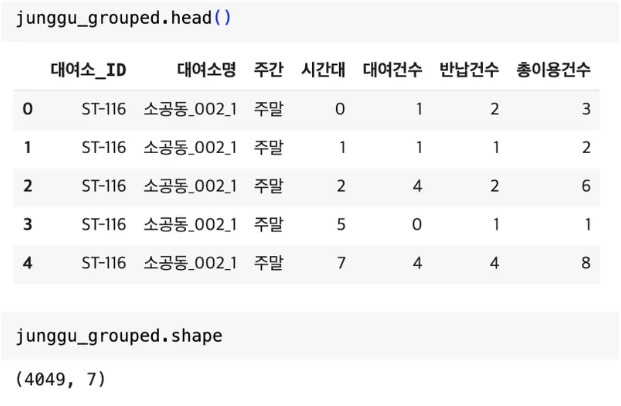 junggu_grouped.head()
대여소_ID 대여소명 주간 시간대 대여건수 반납건수 총이용건수
0 ST-116 소공동_002_1 주말 0 1 2 3
1 ST-116 소공동_002_1 주말 1 1 1 2
2 ST-116 소공동_002_1 주말 2 4 2 6
3 ST-116 소공동_002_1 주말 5 0 1 1
4 ST-116 소공동_002_1 주말 7 4 4 8
junggu_grouped.shape
(4049, 7)